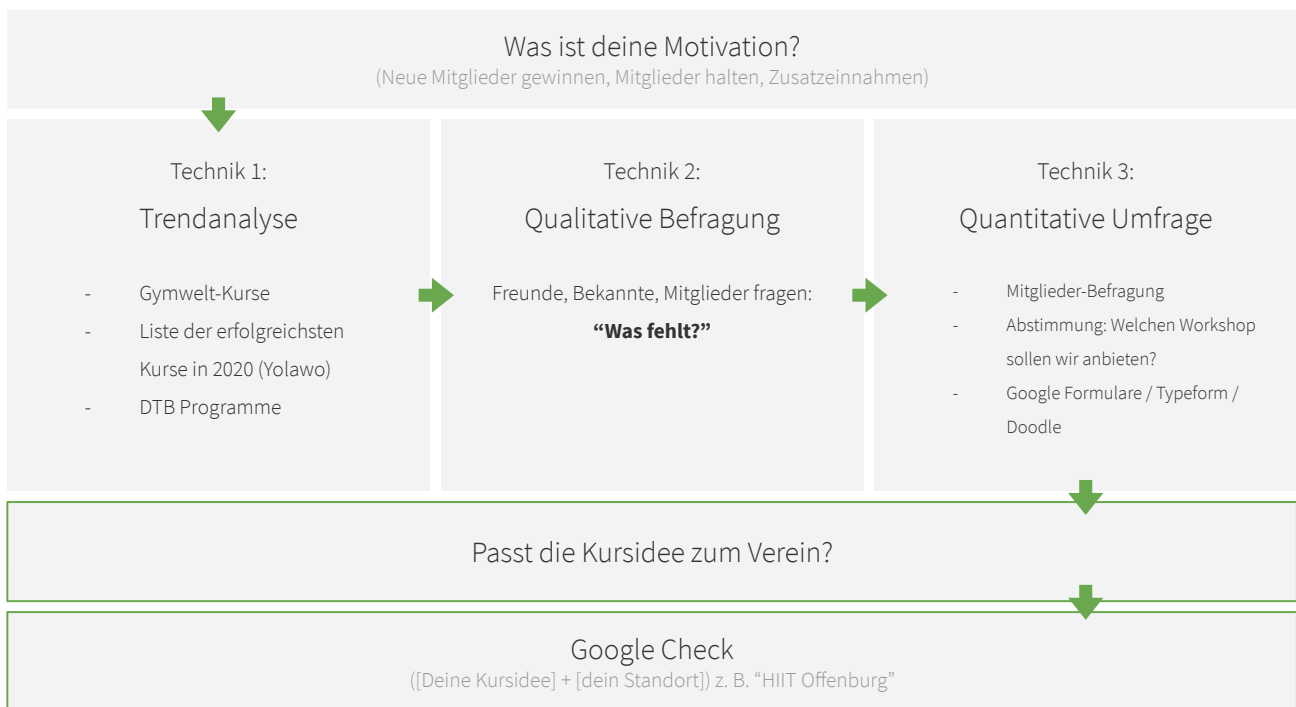 Was ist deine Motivation?
(Neue Mitglieder gewinnen, Mitglieder halten, Zusatzeinnahmen)
Technik 1:
Trendanalyse
- Gymwelt-Kurse
- Liste der erfolgreichsten
Kurse in 2020 (Yolawo)
- DTB Programme
Technik 2:
Qualitative Befragung
Freunde, Bekannte, Mitglieder fragen:
“Was fehlt?”
Technik 3:
Quantitative Umfrage
- Mitglieder-Befragung
- Abstimmung: Welchen Workshop
sollen wir anbieten?
- Google Formulare / Typeform /
Doodle
Passt die Kursidee zum Verein?
Google Check
([Deine Kursidee] + [dein Standort]) z. B. “HIIT Offenburg”